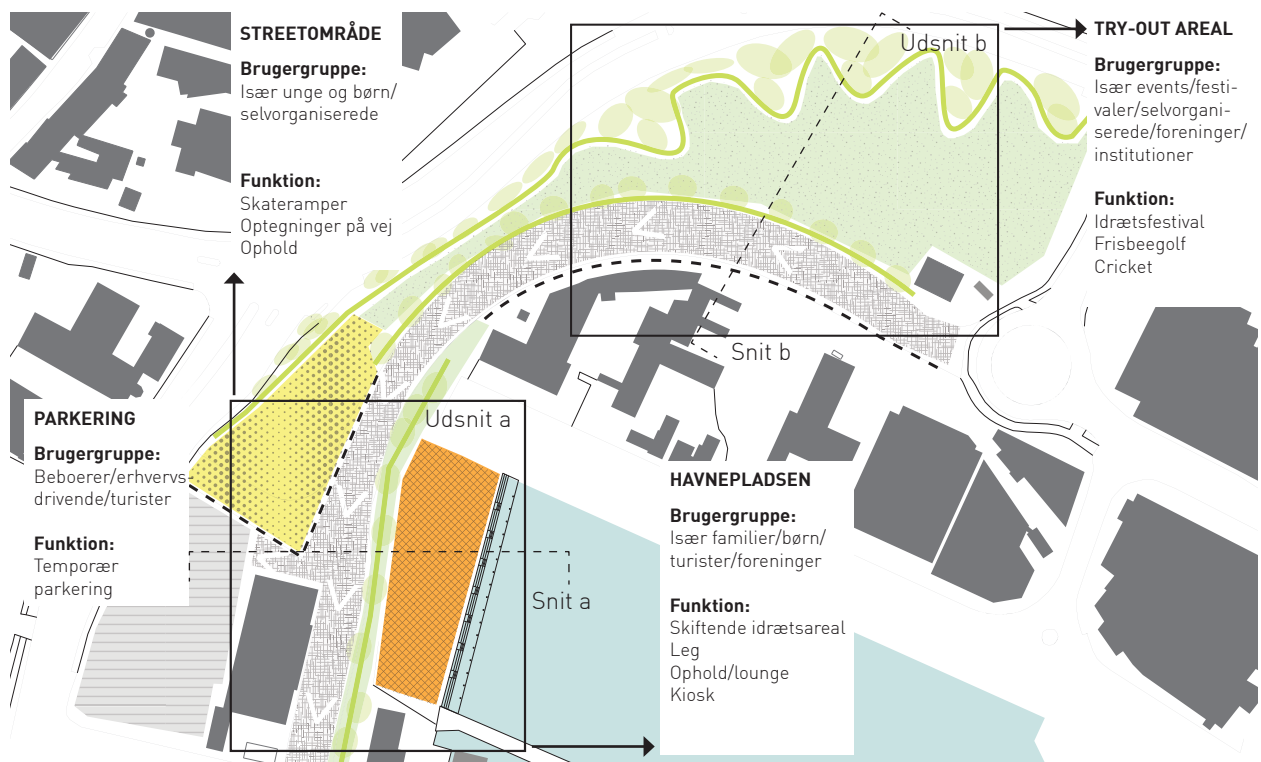 STREETOMRÅDE
Brugergruppe:
Især unge og børn/
selvorganiserede
Funktion:
Skateramper
Optegninger på vej
Ophold
Udsnit b
TRY-OUT AREAL
Brugergruppe:
Især events/festi-
valer/selvorgani-
serede/foreninger/
institutioner
Funktion:
Idrætsfestival
Frisbeegolf
Cricket
Snit b
PARKERING
Brugergruppe:
Beboerer/erhvervs-
drivende/turister
Funktion:
Temporær
parkering
Udsnit a
Snit a
HAVNEPLADSEN
Brugergruppe:
Især familier/børn/
turister/foreninger
Funktion:
Skiftende idrætsareal
Leg
Ophold/lounge
Kiosk